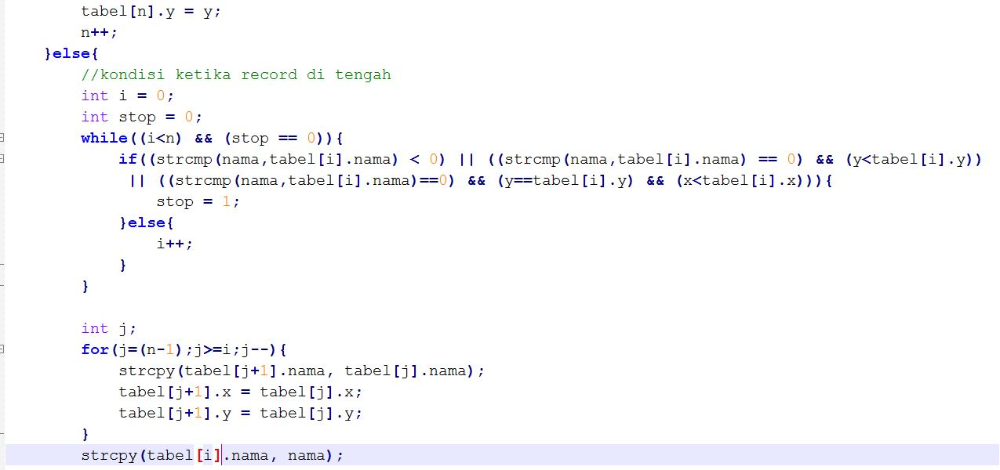 tabel[n].y = y;
n++;
}else{
//kondisi ketika record di tengah
int i = 0;
int stop = 0;
while((i<n) && (stop == 0)){
if((strcmp(nama,tabel[i].nama) < 0) || ((strcmp(nama,tabel[i].nama) == 0) && (y<tabel[i].y))
|| ((strcmp(nama,tabel[i].nama)==0) && (y==tabel[i].y) && (x<tabel[i].x))){
stop = 1;
}else{
i++;
}
}
int j;
for(j=(n-1);j>=i;j--){
strcpy(tabel[j+1].nama, tabel[j].nama);
tabel[j+1].x = tabel[j].x;
tabel[j+1].y = tabel[j].y;
}
strcpy(tabel[i].nama, nama);